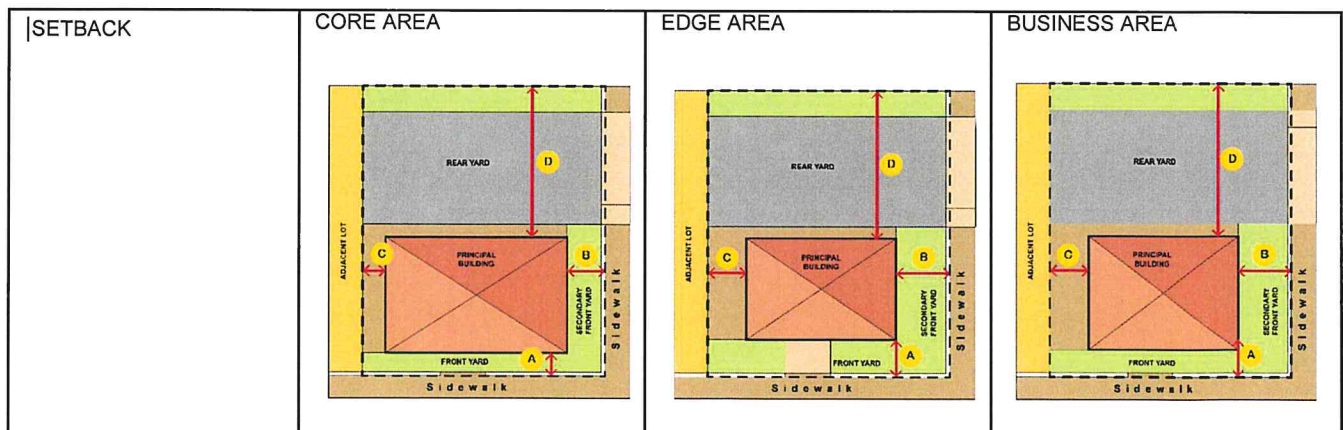 SETBACK
CORE AREA
REAR YARD
D
ADJACENT LOT
C
PRINCIPAL
BUILDING
B
SECONDARY
FRONT YARD
Sidewalk
FRONT YARD
A
Sidewalk
EDGE AREA
REAR YARD
D
ADJACENT LOT
C
PRINCIPAL
BUILDING
B
SECONDARY
FRONT YARD
Sidewalk
FRONT YARD
A
Sidewalk
BUSINESS AREA
REAR YARD
D
ADJACENT LOT
C
PRINCIPAL
BUILDING
B
SECONDARY
FRONT YARD
Sidewalk
FRONT YARD
A
Sidewalk